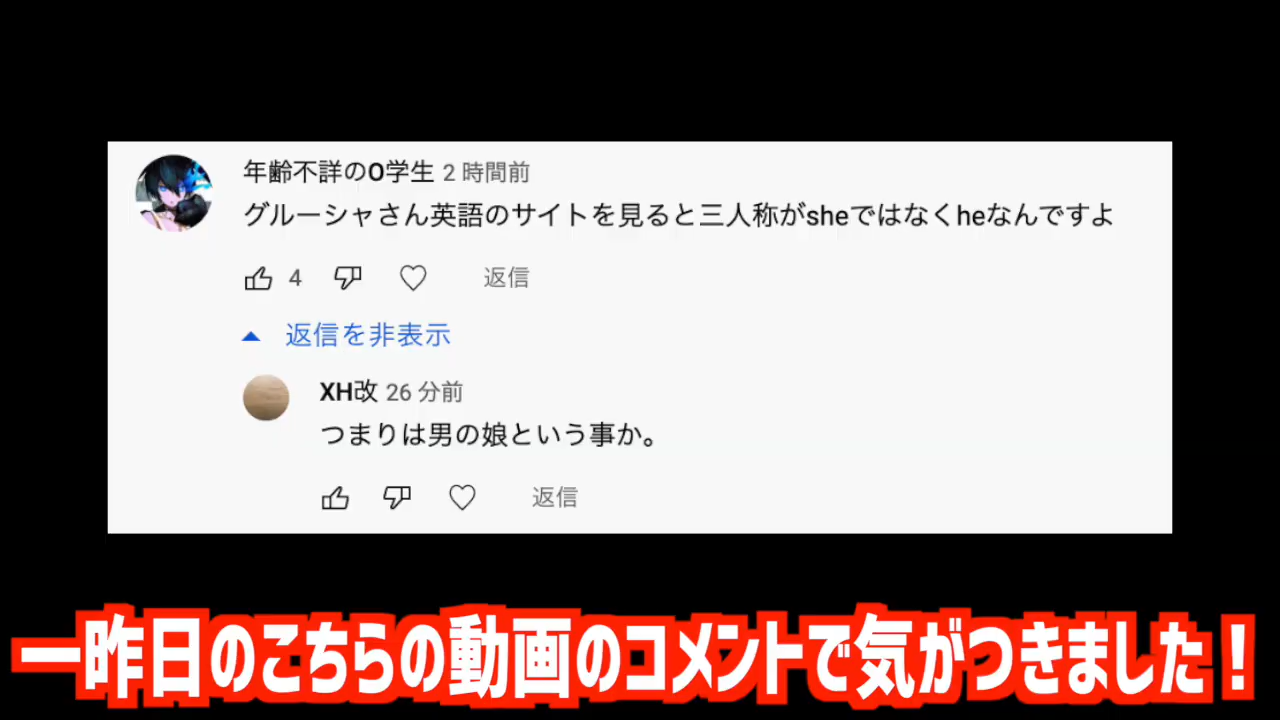 年齢不詳のO学生 2 時間前
グルーシャさん英語のサイトを見ると三人称がsheではなくheなんですよ
4 返信
返信を非表示
XH改 26 分前
つまりは男の娘という事か。
返信
一昨日のこちらの動画のコメントで気がつきました！